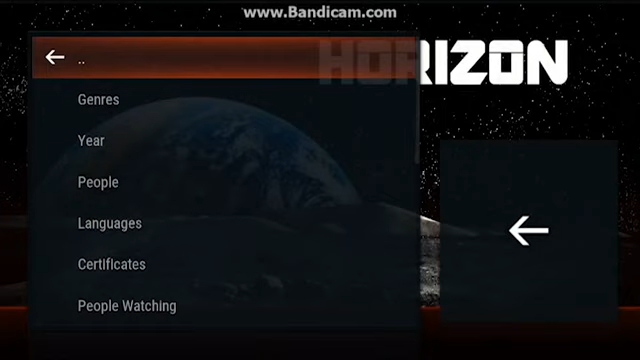 www.Bandicam.com
HORIZON
..
Genres
Year
People
Languages
Certificates
People Watching